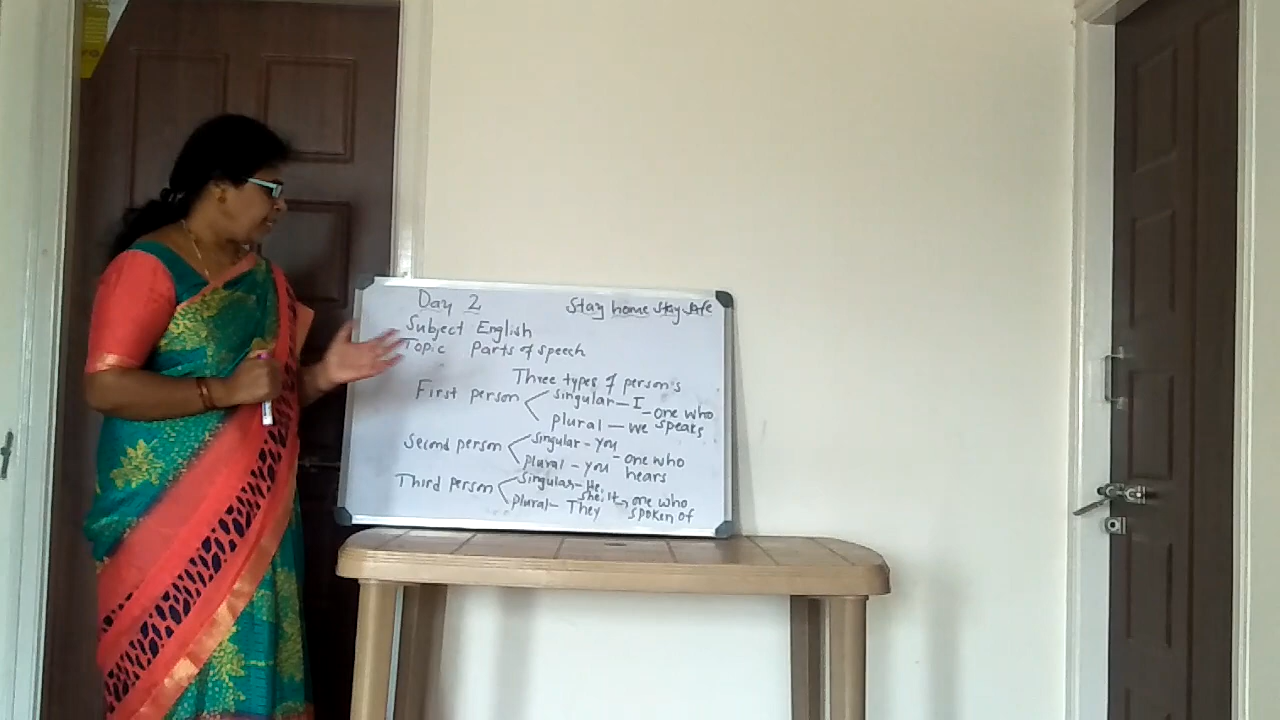 Day 2
Stay home Stay safe
Subject English
Topic Parts of speech
Three types of person's
First person singular – I
plural – we – one who speaks
Second person singular – you
plural – you – one who hears
Third person singular – He, she, It
plural – They – one who spoken of